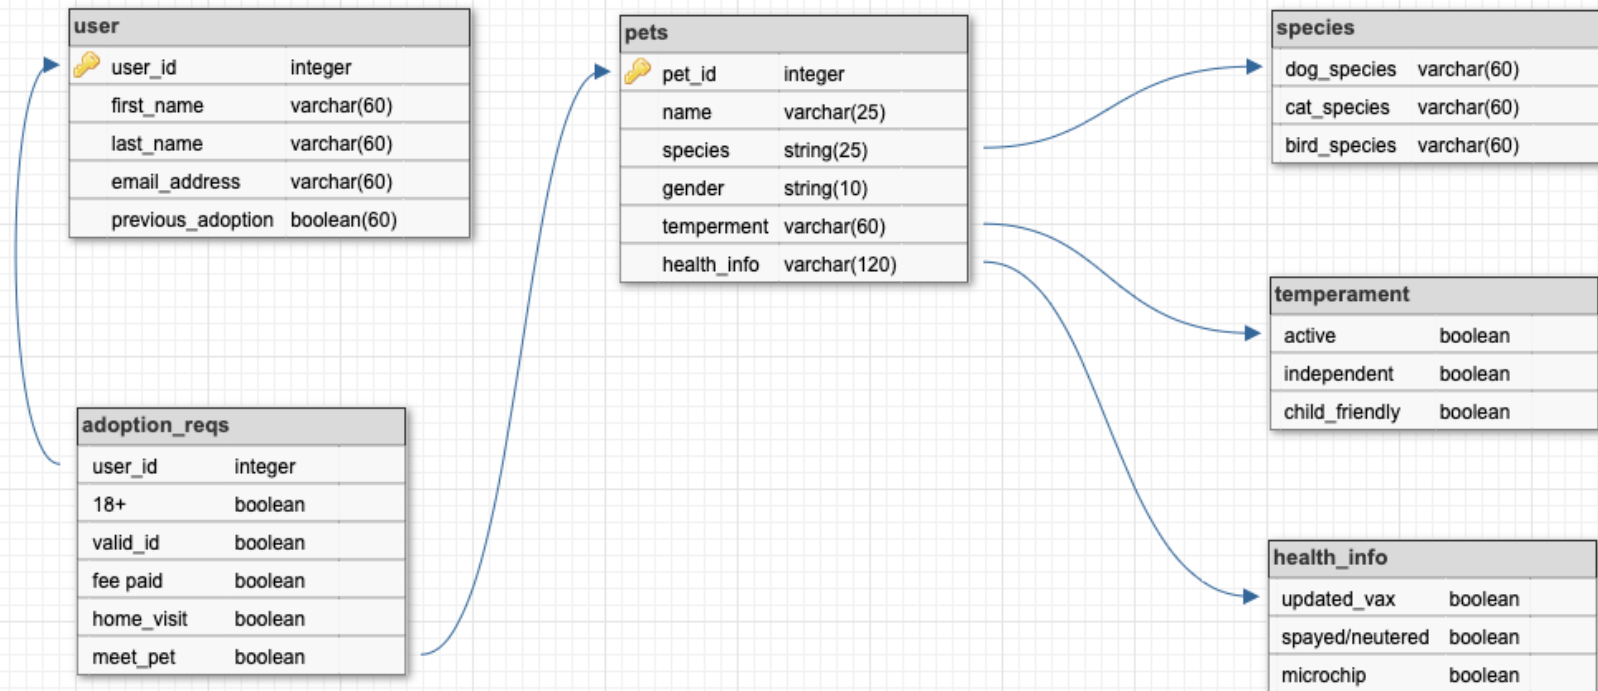 user
user_id integer
first_name varchar(60)
last_name varchar(60)
email_address varchar(60)
previous_adoption boolean(60)
pets
pet_id integer
name varchar(25)
species string(25)
gender string(10)
temperment varchar(60)
health_info varchar(120)
species
dog_species varchar(60)
cat_species varchar(60)
bird_species varchar(60)
temperament
active boolean
independent boolean
child_friendly boolean
adoption_reqs
user_id integer
18+ boolean
valid_id boolean
fee paid boolean
home_visit boolean
meet_pet boolean
health_info
updated_vax boolean
spayed/neutered boolean
microchip boolean